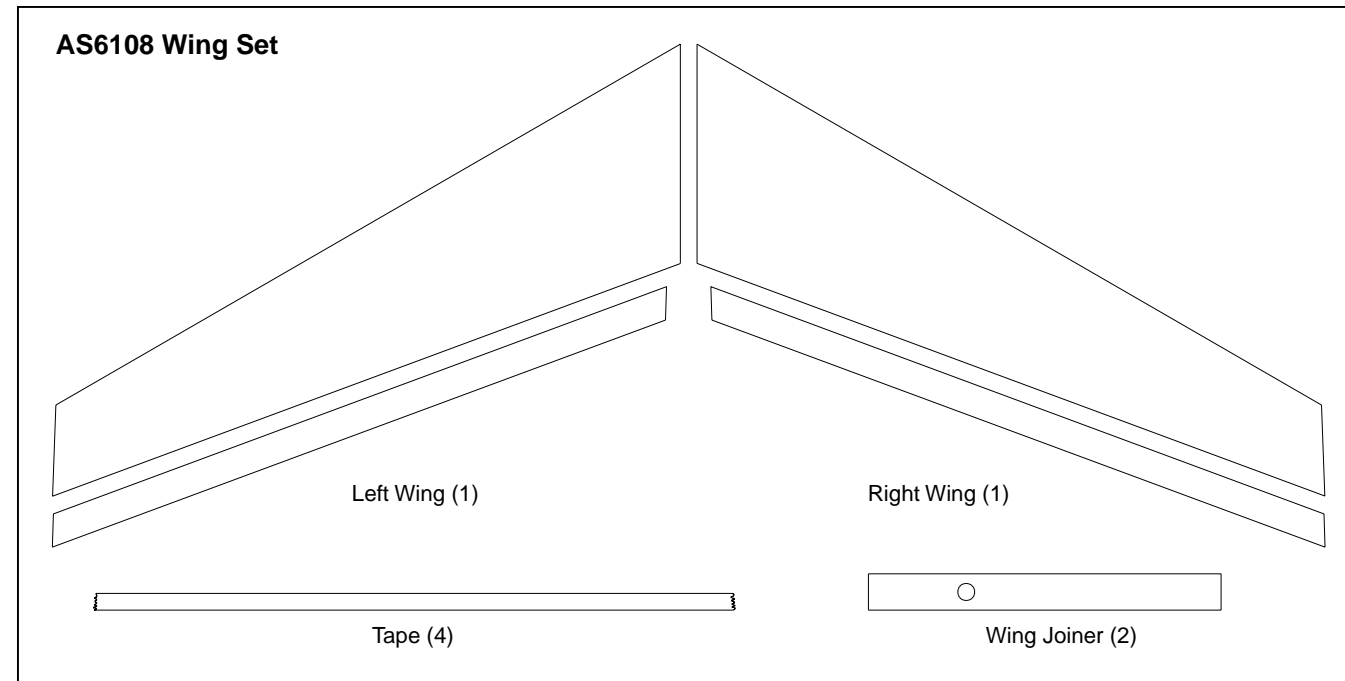 AS6108 Wing Set
Left Wing (1)
Right Wing (1)
Tape (4)
Wing Joiner (2)